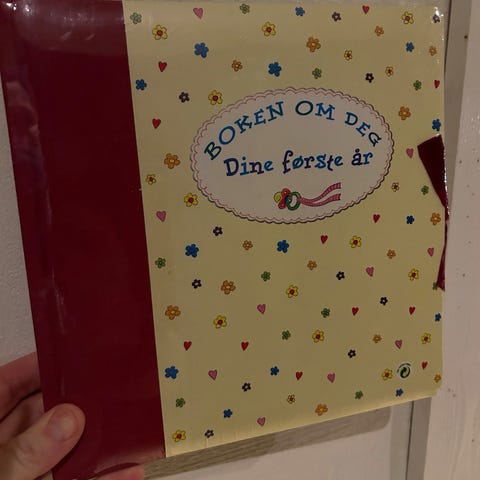 BOKEN OM DEG
Dine første år